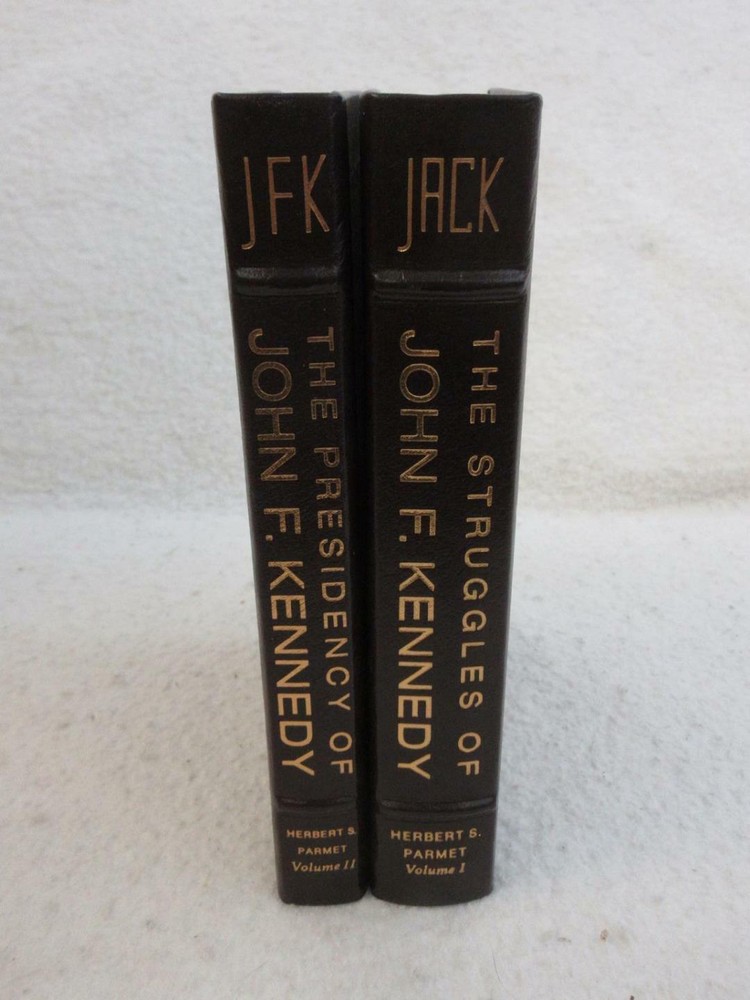 JFK
THE PRESIDENCY OF
JOHN F. KENNEDY
HERBERT S.
PARMET
Volume II
JACK
THE STRUGGLES OF
JOHN F. KENNEDY
HERBERT S.
PARMET
Volume I